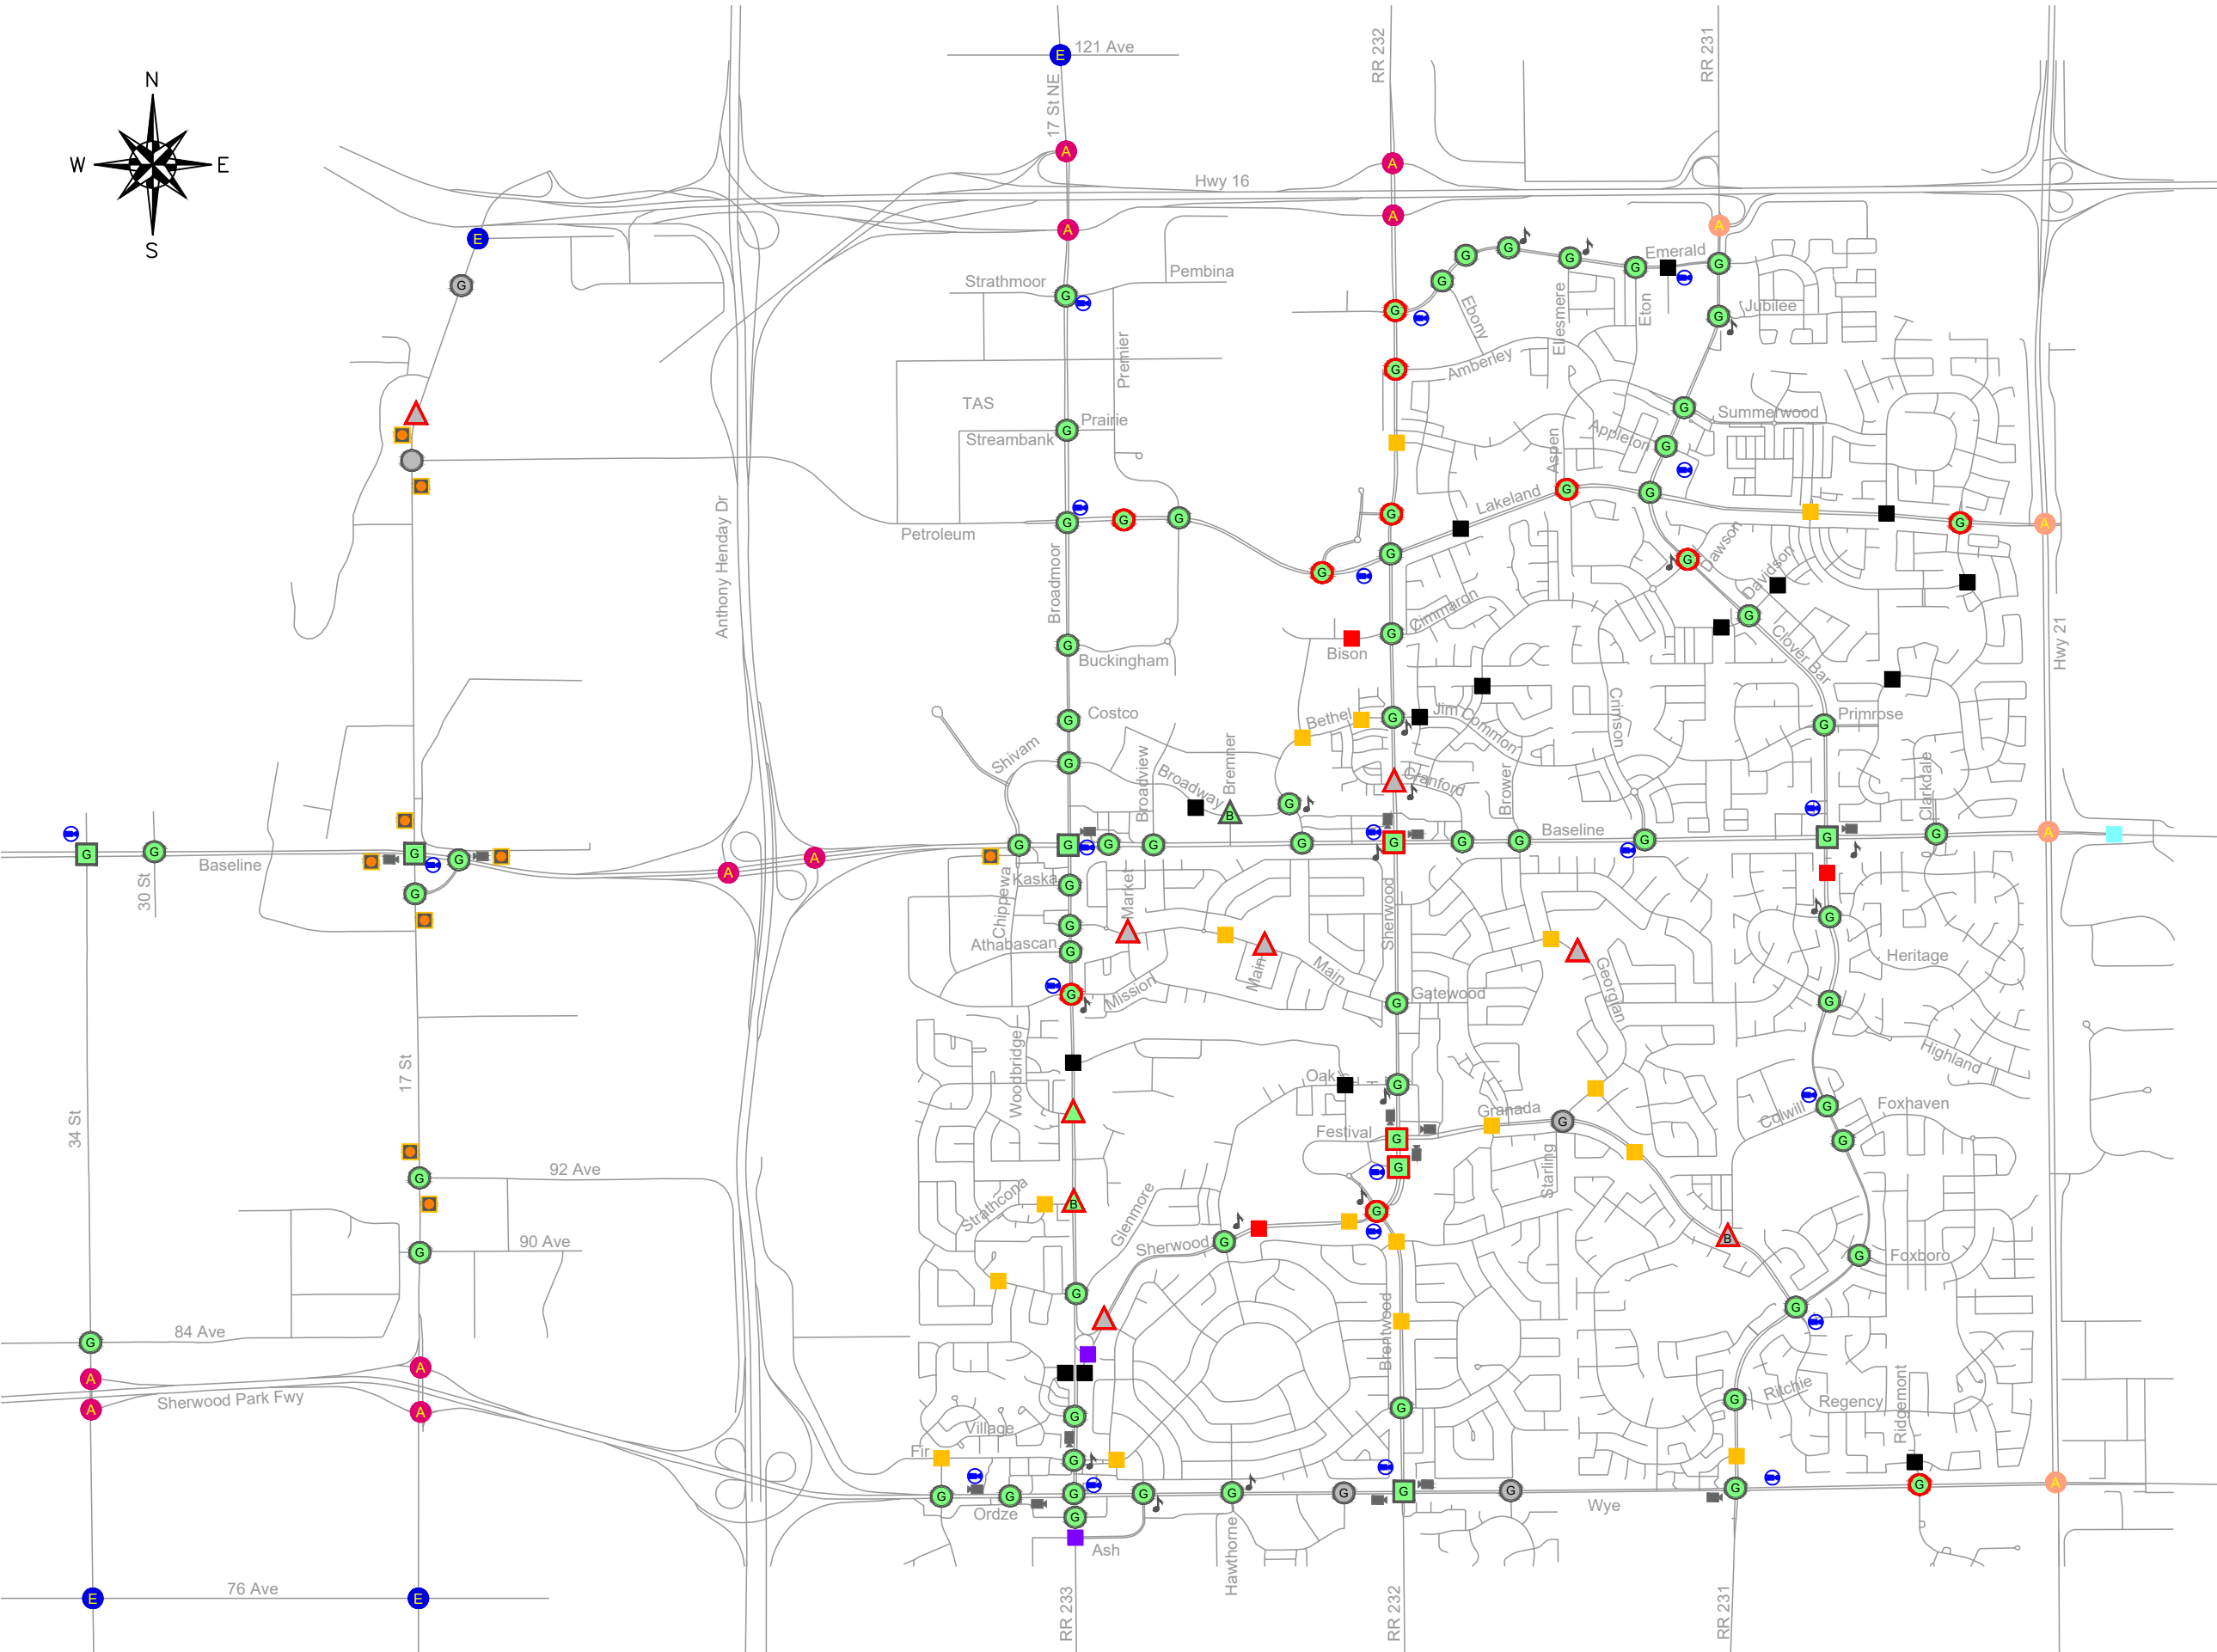 N
W E
S
121 Ave
17 St NE
RR 232
RR 231
E
A
A
Hwy 16
A
A
A
E
G
Strathmoor
Pembina
G
Premier
G
G
G
G
G
Emerald
G
G
Jubilee
Ebony
Ellesmere
Eton
G
G
Amberley
TAS
Prairie
Streambank
G
G
Summerwood
Appleton
G
Aspen
Lakeland
G
G
Anthony Henday Dr
Petroleum
G
G
G
G
G
G
G
A
Dawson
G
Davidson
Broadmoor
Cimmaron
G
G
Clover Bar
Hwy 21
G
Buckingham
Bison
Crimson
G
Costco
Bethel
G
Jim Common
G
Primrose
Shivam
G
Broadview
Broadway
Bremner
B
G
Cranford
Brower
Clarkdale
G
G
Baseline
30 St
G
G
G
A
A
G
G
G
G
G
G
G
G
Baseline
G
G
G
A
Kaska
G
Chippewa
Market
G
Athabascan
G
G
Mission
Main
Main
Sherwood
G
Gatewood
Georgian
G
Heritage
G
Highland
17 St
34 St
Woodbridge
Oak
G
Festival
G
G
Granada
G
Starling
Colwill
G
Foxhaven
G
92 Ave
G
90 Ave
G
Strathcona
B
Glenmore
Sherwood
G
G
B
G
Foxboro
G
G
84 Ave
G
A
A
A
A
Sherwood Park Fwy
Brentwood
G
G
Ritchie
Regency
Ridgemont
G
Village
Fir
G
G
G
G
G
G
G
G
G
G
G
A
Ordze
G
Wye
Ash
Hawthorne
76 Ave
E
E
RR 233
RR 232
RR 231